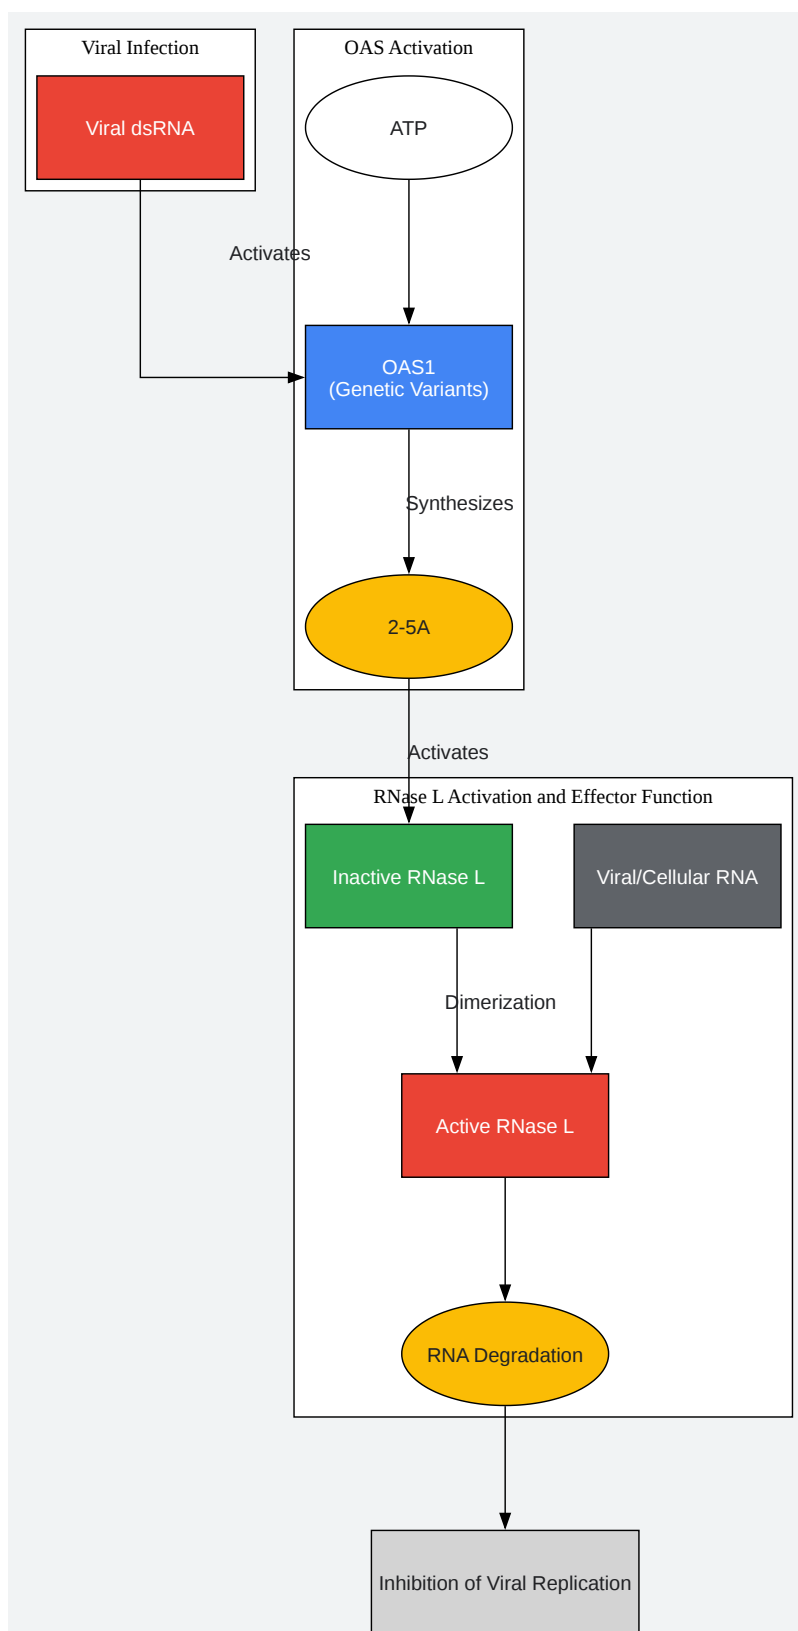 Viral Infection
OAS Activation
Viral dsRNA
ATP
Activates
OAS1
(Genetic Variants)
Synthesizes
2-5A
Activates
RNase L Activation and Effector Function
Inactive RNase L
Viral/Cellular RNA
Dimerization
Active RNase L
RNA Degradation
Inhibition of Viral Replication